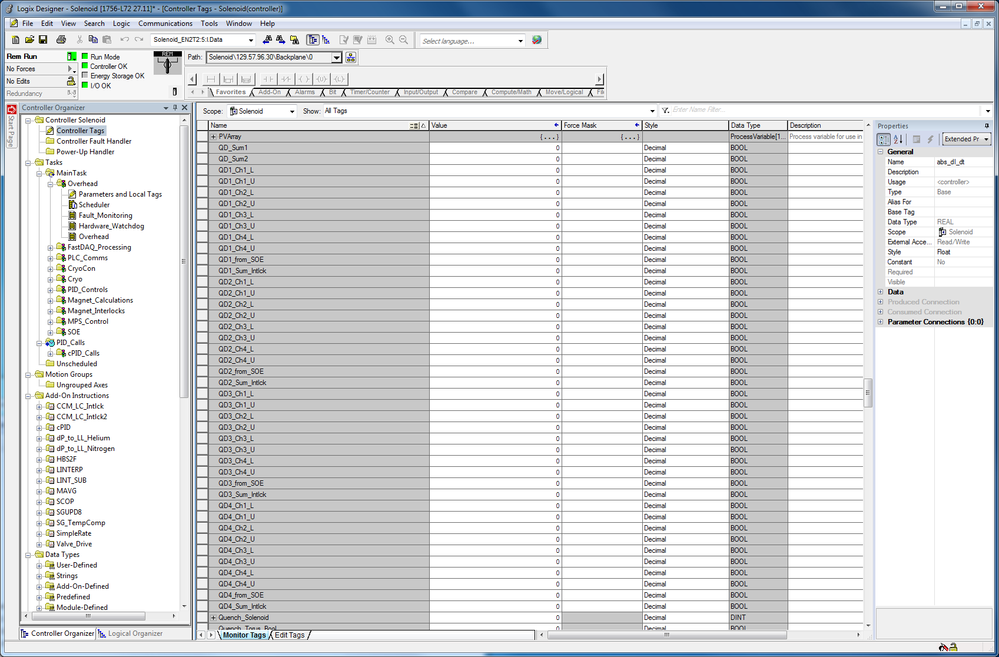 Logix Designer - Solenoid [1756-L72 27.11]* - [Controller Tags - Solenoid(controller)]
File Edit View Search Logic Communications Tools Window Help
Solenoid_EN2T2:5:I.Data
Select language...
Rem Run
No Forces
No Edits
Redundancy
Run Mode
Controller OK
Energy Storage OK
I/O OK
REM
Path: Solenoid\129.57.96.30\Backplane\0
Favorites Add-On Alarms Bit Timer/Counter Input/Output Compare Compute/Math Move/Logical
Start Page
Controller Organizer
Controller Solenoid
Controller Tags
Controller Fault Handler
Power-Up Handler
Tasks
MainTask
Overhead
Parameters and Local Tags
Scheduler
Fault_Monitoring
Hardware_Watchdog
Overhead
FastDAQ_Processing
PLC_Comms
CryoCon
Cryo
PID_Controls
Magnet_Calculations
Magnet_Interlocks
MPS_Control
SOE
PID_Calls
cPID_Calls
Unscheduled
Motion Groups
Ungrouped Axes
Add-On Instructions
CCM_LC_Intlck
CCM_LC_Intlck2
cPID
dP_to_LL_Helium
dP_to_LL_Nitrogen
HBS2F
LINTERP
LINT_SUB
MAVG
SCOP
SGUPD8
SG_TempComp
SimpleRate
Valve_Drive
Data Types
User-Defined
Strings
Add-On-Defined
Predefined
Module-Defined
Controller Organizer Logical Organizer
Scope: Solenoid Show: All Tags Enter Name Filter...
Name Value Force Mask Style Data Type Description
PVArray {...} {...} ProcessVariable[1... Process variable for use in
QD_Sum1 0 Decimal BOOL
QD_Sum2 0 Decimal BOOL
QD1_Ch1_L 0 Decimal BOOL
QD1_Ch1_U 0 Decimal BOOL
QD1_Ch2_L 0 Decimal BOOL
QD1_Ch2_U 0 Decimal BOOL
QD1_Ch3_L 0 Decimal BOOL
QD1_Ch3_U 0 Decimal BOOL
QD1_Ch4_L 0 Decimal BOOL
QD1_Ch4_U 0 Decimal BOOL
QD1_from_SOE 0 Decimal BOOL
QD1_Sum_Intlck 0 Decimal BOOL
QD2_Ch1_L 0 Decimal BOOL
QD2_Ch1_U 0 Decimal BOOL
QD2_Ch2_L 0 Decimal BOOL
QD2_Ch2_U 0 Decimal BOOL
QD2_Ch3_L 0 Decimal BOOL
QD2_Ch3_U 0 Decimal BOOL
QD2_Ch4_L 0 Decimal BOOL
QD2_Ch4_U 0 Decimal BOOL
QD2_from_SOE 0 Decimal BOOL
QD2_Sum_Intlck 0 Decimal BOOL
QD3_Ch1_L 0 Decimal BOOL
QD3_Ch1_U 0 Decimal BOOL
QD3_Ch2_L 0 Decimal BOOL
QD3_Ch2_U 0 Decimal BOOL
QD3_Ch3_L 0 Decimal BOOL
QD3_Ch3_U 0 Decimal BOOL
QD3_Ch4_L 0 Decimal BOOL
QD3_Ch4_U 0 Decimal BOOL
QD3_from_SOE 0 Decimal BOOL
QD3_Sum_Intlck 0 Decimal BOOL
QD4_Ch1_L 0 Decimal BOOL
QD4_Ch1_U 0 Decimal BOOL
QD4_Ch2_L 0 Decimal BOOL
QD4_Ch2_U 0 Decimal BOOL
QD4_Ch3_L 0 Decimal BOOL
QD4_Ch3_U 0 Decimal BOOL
QD4_Ch4_L 0 Decimal BOOL
QD4_Ch4_U 0 Decimal BOOL
QD4_from_SOE 0 Decimal BOOL
QD4_Sum_Intlck 0 Decimal BOOL
Quench_Solenoid 0 Decimal DINT
Quench_Torus_Bool 0 Decimal BOOL
Monitor Tags Edit Tags
Properties
Extended Pr
General
Name abs_dI_dt
Description
Usage <controller>
Type Base
Alias For
Base Tag
Data Type REAL
Scope Solenoid
External Acce... Read/Write
Style Float
Constant No
Required
Visible
Data
Produced Connection
Consumed Connection
Parameter Connections {0:0}